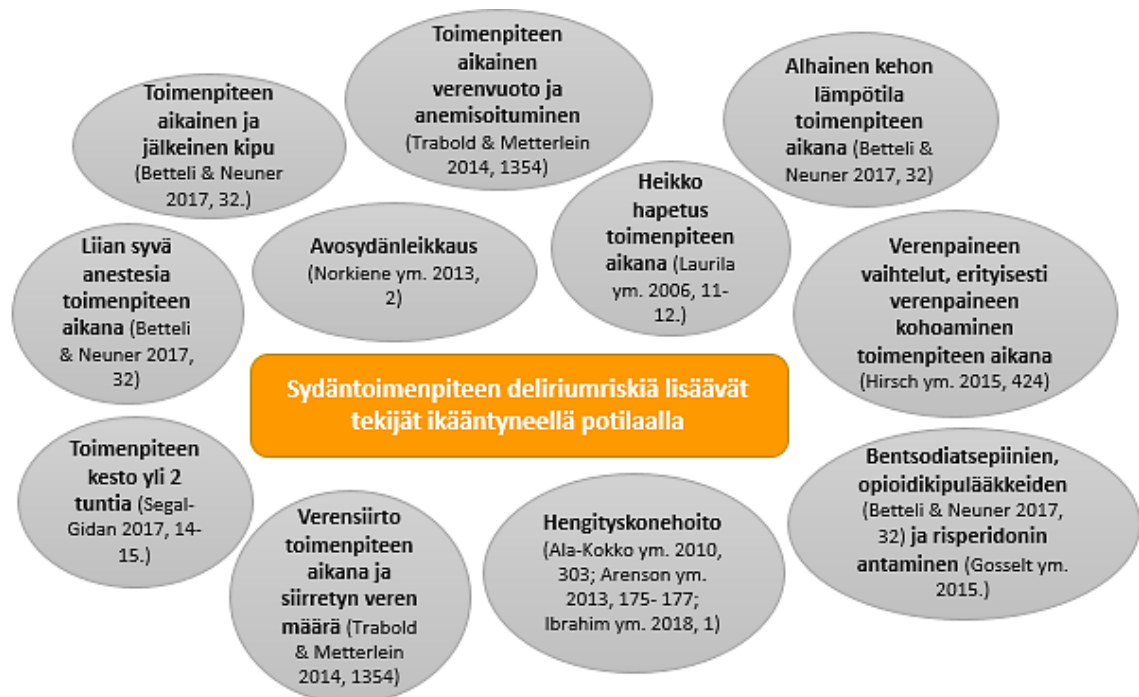 Toimenpiteen
aikainen
verenvuoto ja
anemisoituminen
(Trabold & Metterlein
2014, 1354)
Alhainen kehon
lämpötila
toimenpiteen
aikana (Betteli &
Neuner 2017, 32)
Toimenpiteen
aikainen ja
jälkeinen kipu
(Betteli & Neuner
2017, 32.)
Heikko
hapetus
toimenpiteen
aikana (Laurila
ym. 2006, 11-
12.)
Liian syvä
anestesia
toimenpiteen
aikana (Betteli
& Neuner 2017,
32)
Avosydänleikkaus
(Norkiene ym. 2013,
2)
Verenpaineen
vaihtelut, erityisesti
verenpaineen
kohoaminen
toimenpiteen aikana
(Hirsch ym. 2015, 424)
Sydäntoimenpiteen deliriumriskiä lisäävät
tekijät ikääntyneellä potilaalla
Toimenpiteen
kesto yli 2
tuntia (Segal-
Gidan 2017, 14-
15.)
Verensiirto
toimenpiteen
aikana ja
siirretyn veren
määrä (Trabold
& Metterlein
2014, 1354)
Hengityskonehoito
(Ala-Kokko ym. 2010,
303; Arenson ym.
2013, 175- 177;
Ibrahim ym. 2018, 1)
Bentsodiatsepiinien,
opioidikipulääkkeiden
(Betteli & Neuner 2017,
32) ja risperidonin
antaminen (Gosselt ym.
2015.)